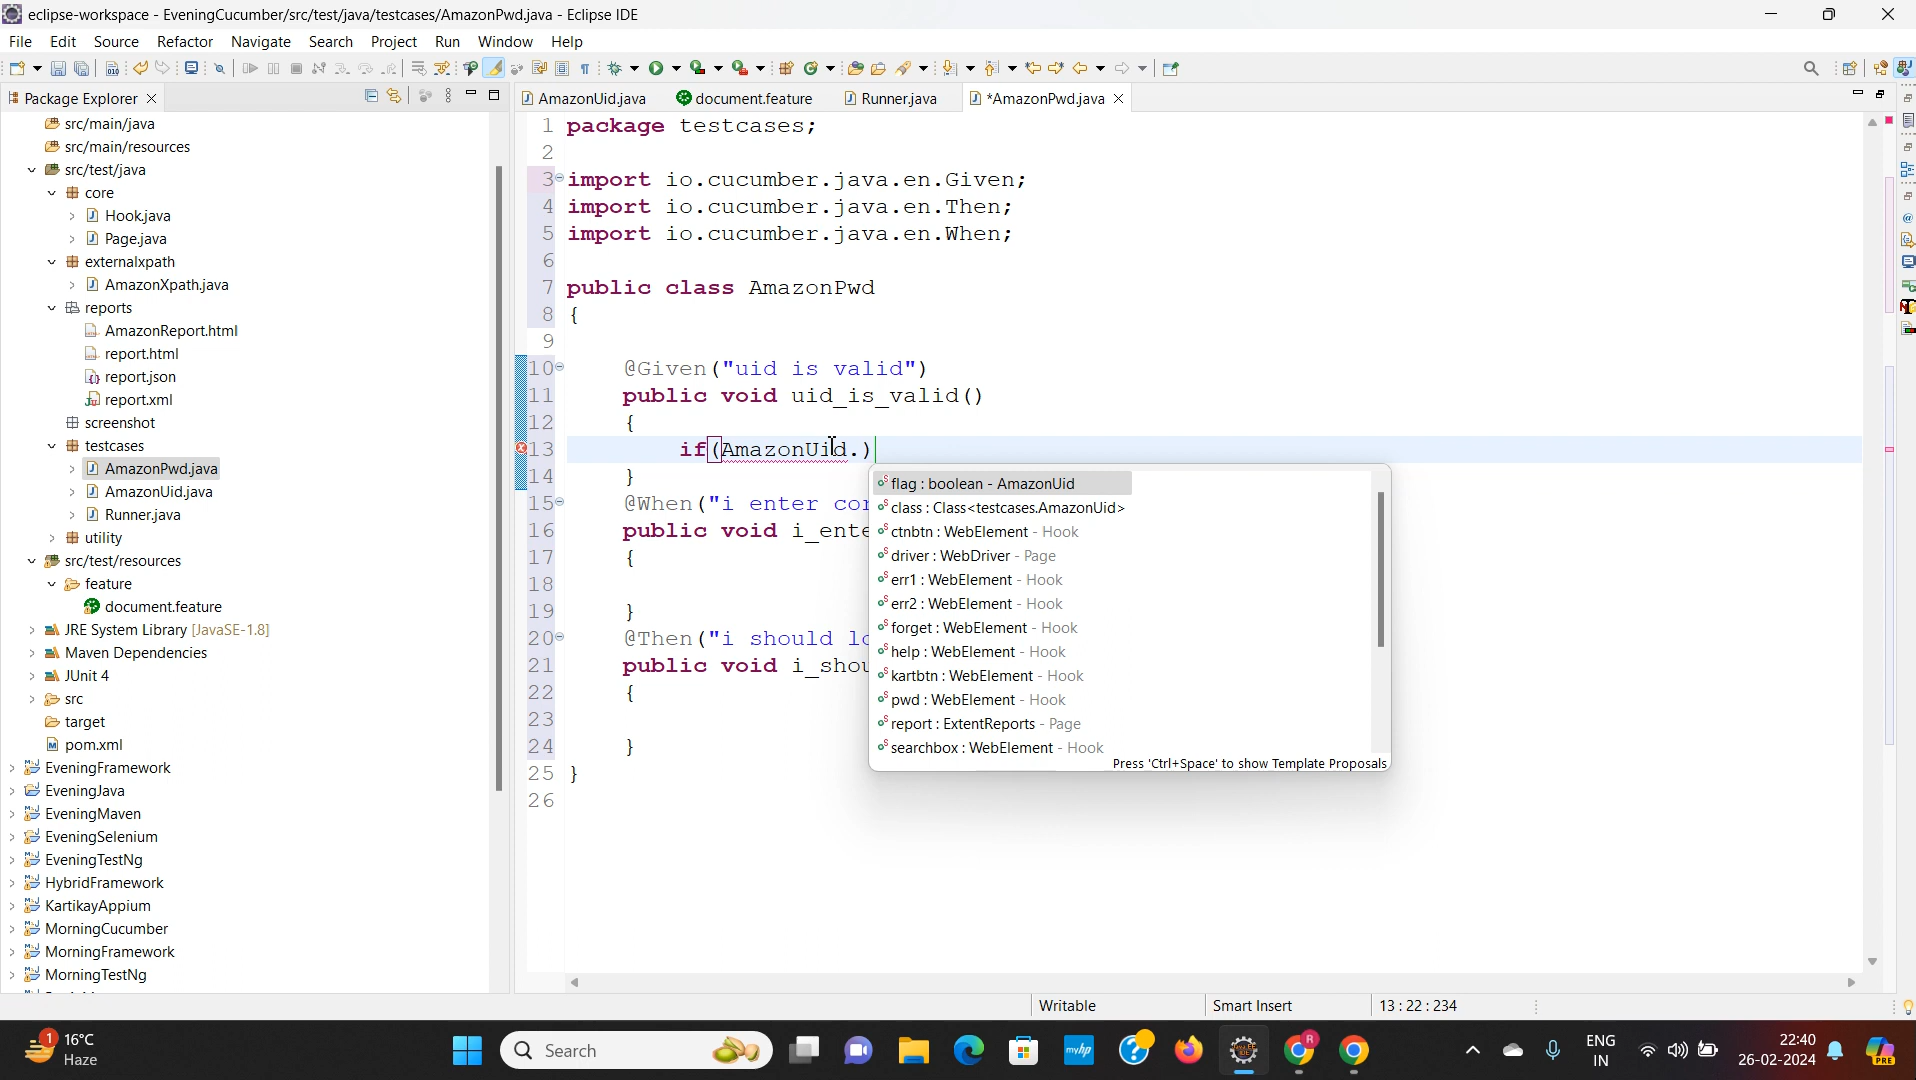 eclipse-workspace - EveningCucumber/src/test/java/testcases/AmazonPwd.java - Eclipse IDE
File Edit Source Refactor Navigate Search Project Run Window Help
Package Explorer
src/main/java
src/main/resources
src/test/java
core
Hook.java
Page.java
externalxpath
AmazonXpath.java
reports
AmazonReport.html
report.html
report.json
report.xml
screenshot
testcases
AmazonPwd.java
AmazonUid.java
Runner.java
utility
src/test/resources
feature
document.feature
JRE System Library [JavaSE-1.8]
Maven Dependencies
JUnit 4
src
target
pom.xml
EveningFramework
EveningJava
EveningMaven
EveningSelenium
EveningTestNg
HybridFramework
KartikayAppium
MorningCucumber
MorningFramework
MorningTestNg
AmazonUid.java document.feature Runner.java *AmazonPwd.java
1 package testcases;
2
3 import io.cucumber.java.en.Given;
4 import io.cucumber.java.en.Then;
5 import io.cucumber.java.en.When;
6
7 public class AmazonPwd
8 {
9
10 @Given("uid is valid")
11 public void uid_is_valid()
12 {
13 if(AmazonUid.)
14 }
15 @When("i enter cor
16 public void i_ente
17 {
18
19 }
20 @Then("i should lo
21 public void i_shou
22 {
23
24 }
25 }
26
flag : boolean - AmazonUid
class : Class<testcases.AmazonUid>
ctnbtn : WebElement - Hook
driver : WebDriver - Page
err1 : WebElement - Hook
err2 : WebElement - Hook
forget : WebElement - Hook
help : WebElement - Hook
kartbtn : WebElement - Hook
pwd : WebElement - Hook
report : ExtentReports - Page
searchbox : WebElement - Hook
Press 'Ctrl+Space' to show Template Proposals
Writable Smart Insert 13 : 22 : 234
1 16°C
Haze
Search
myhp
ENG
IN
22:40
26-02-2024
PRE